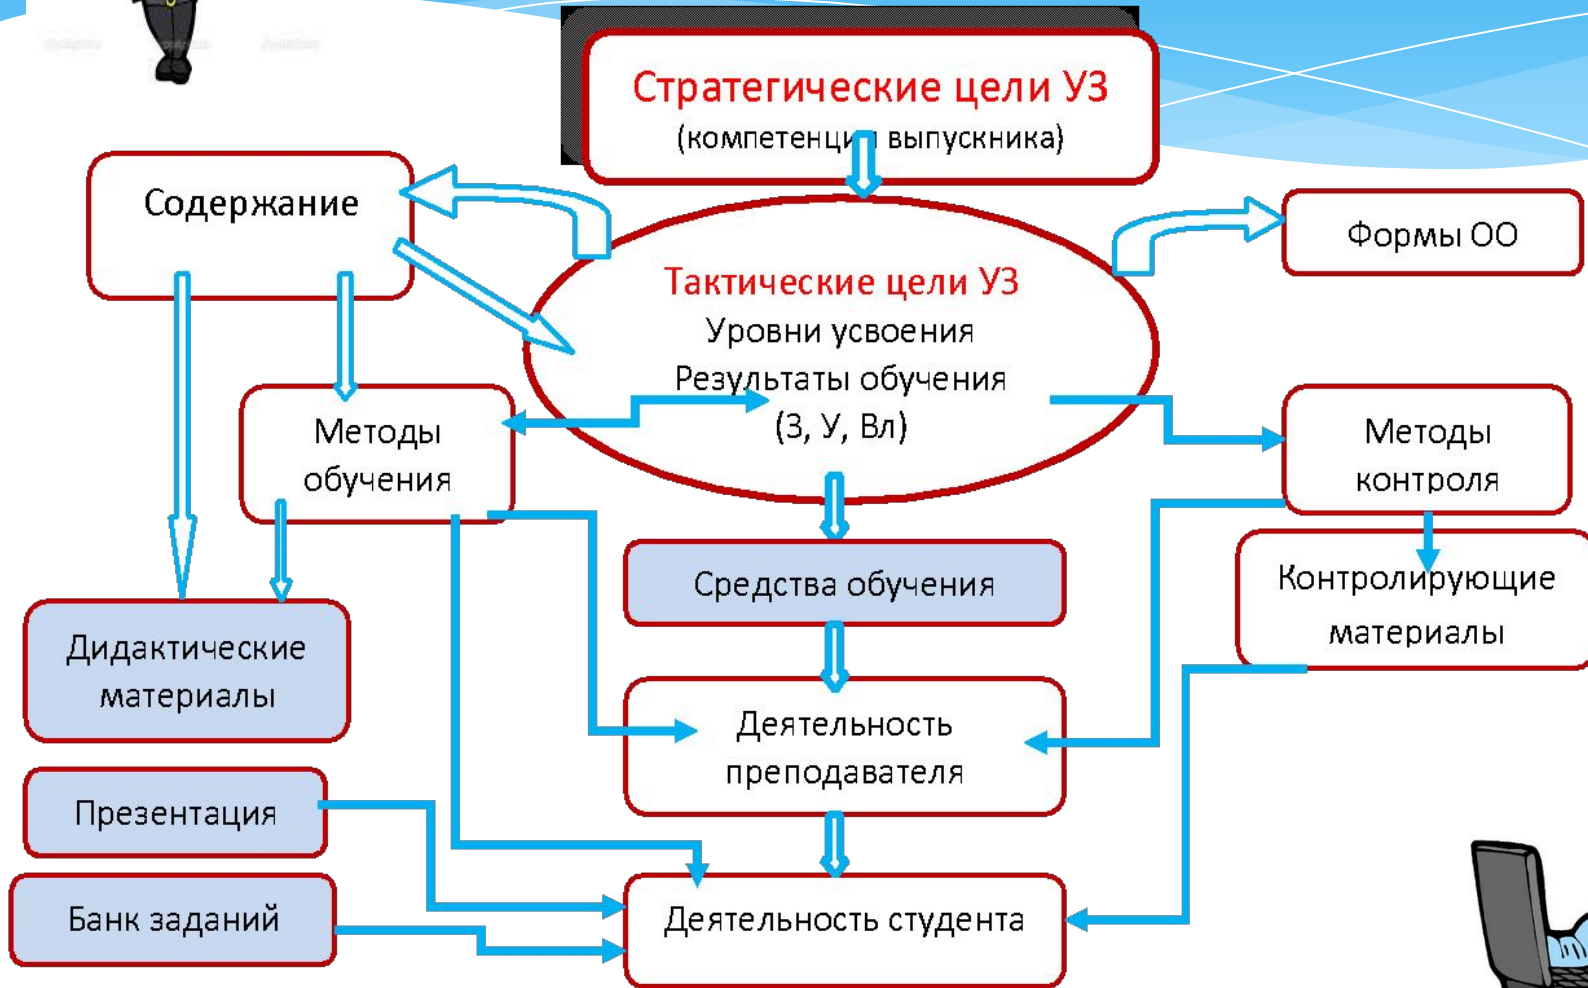 Стратегические цели УЗ
(компетенции выпускника)
Содержание
Формы ОО
Тактические цели УЗ
Уровни усвоения
Результаты обучения
(З, У, Вл)
Методы
обучения
Методы
контроля
Средства обучения
Контролирующие
материалы
Дидактические
материалы
Деятельность
преподавателя
Презентация
Банк заданий
Деятельность студента